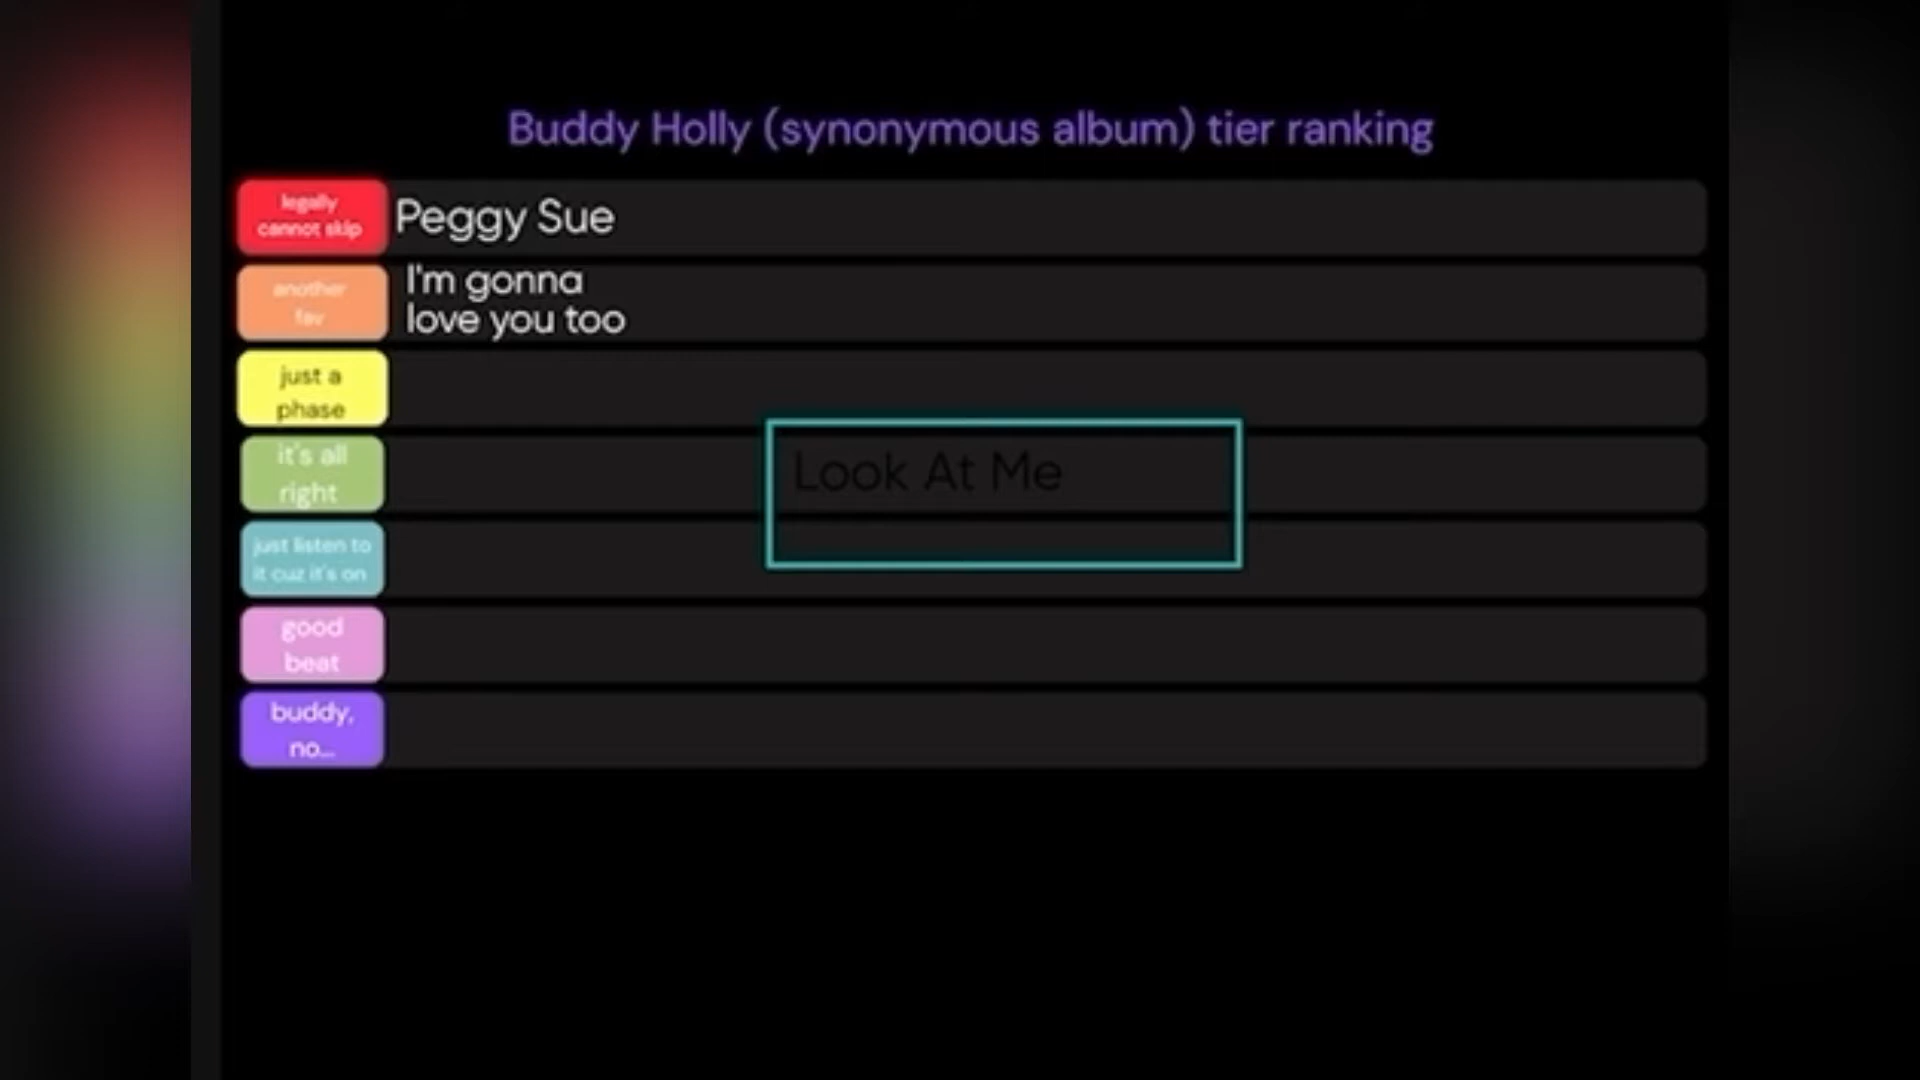 Buddy Holly (synonymous album) tier ranking
legally
cannot skip
Peggy Sue
another
fav
I'm gonna
love you too
just a
phase
it's all
right
Look At Me
just listen to
it cuz it's on
good
beat
buddy,
no...